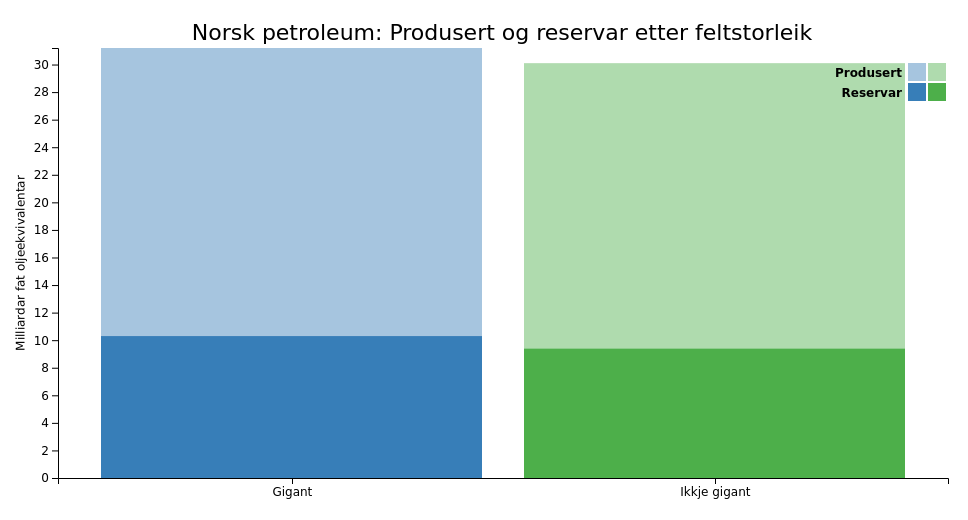 Norsk petroleum: Produsert og reservar etter feltstorleik
Produsert
Reservar
Milliardar fat oljeekvivalentar
30
28
26
24
22
20
18
16
14
12
10
8
6
4
2
0
Gigant
Ikkje gigant